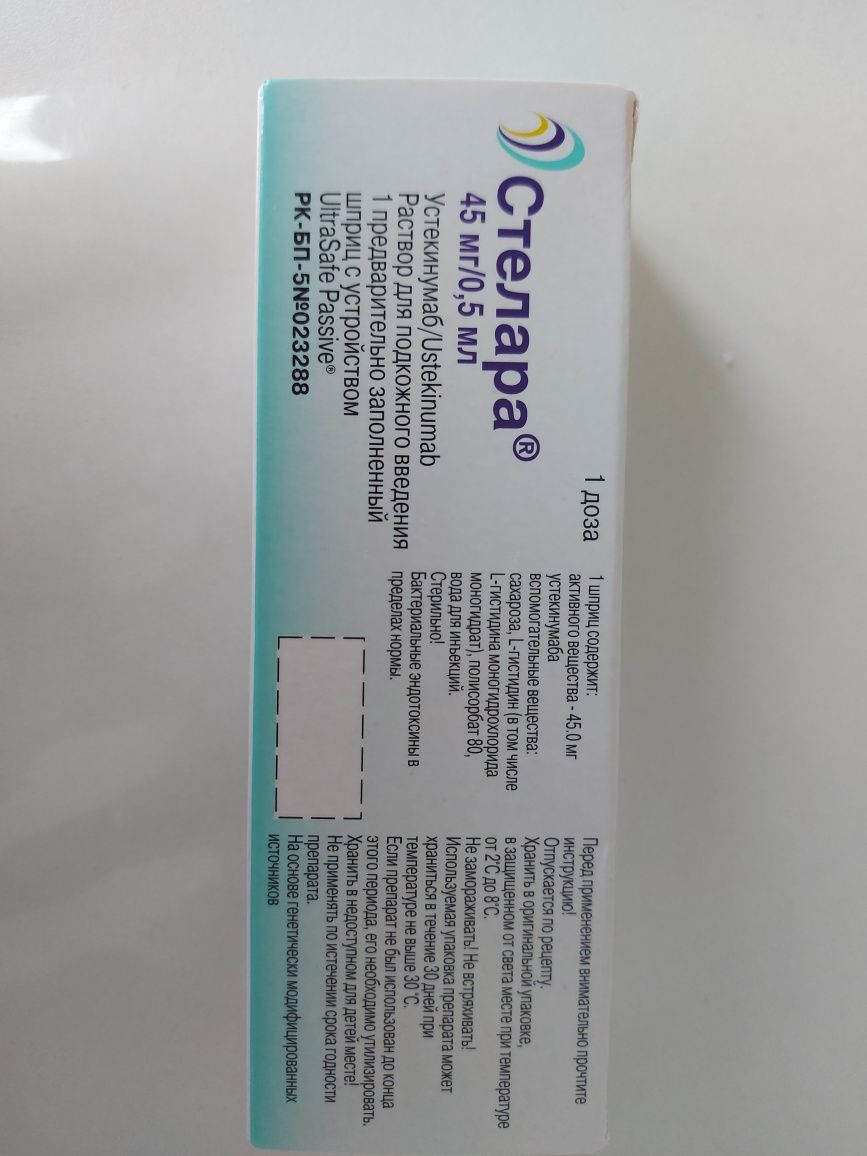 Стелара®
45 мг/0,5 мл
Устекинумаб/Ustekinumab
Раствор для подкожного введения
1 предварительно заполненный
шприц с устройством
UltraSafe Passive®
РК-БП-5№023288
1 доза
1 шприц содержит:
активного вещества - 45.0 мг
устекинумаба
вспомогательные вещества:
сахароза, L-гистидин (в том числе
L-гистидина моногидрохлорида
моногидрат), полисорбат 80,
вода для инъекций.
Стерильно!
Бактериальные эндотоксины в
пределах нормы.
Перед применением внимательно прочтите
инструкцию!
Отпускается по рецепту.
Хранить в оригинальной упаковке,
в защищенном от света месте при температуре
от 2°С до 8°С.
Не замораживать! Не встряхивать!
Используемая упаковка препарата может
храниться в течение 30 дней при
температуре не выше 30°С.
Если препарат не был использован до конца
этого периода, его необходимо утилизировать.
Хранить в недоступном для детей месте!
Не применять по истечении срока годности
препарата.
На основе генетически модифицированных
источников